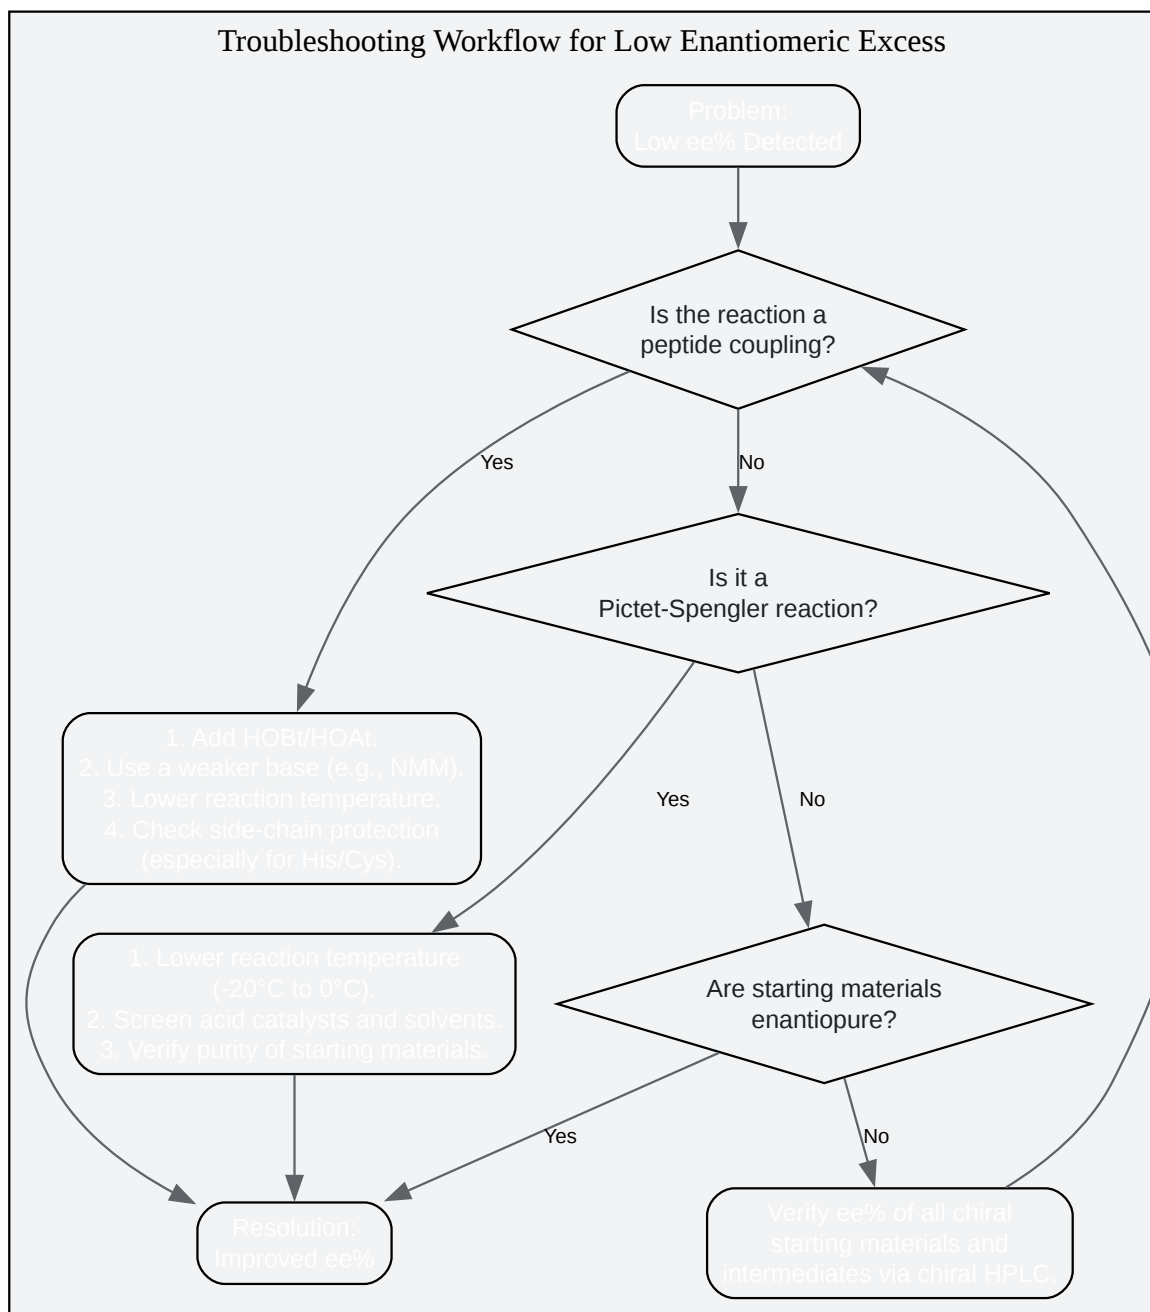 Troubleshooting Workflow for Low Enantiomeric Excess
Problem:
Low ee% Detected
Is the reaction a
peptide coupling?
Yes
No
Is it a
Pictet-Spengler reaction?
1. Add HOBt/HOAt.
2. Use a weaker base (e.g., NMM).
3. Lower reaction temperature.
4. Check side-chain protection
(especially for His/Cys).
Yes
No
1. Lower reaction temperature
(-20°C to 0°C).
2. Screen acid catalysts and solvents.
3. Verify purity of starting materials.
Are starting materials
enantiopure?
Yes
No
Resolution:
Improved ee%
Verify ee% of all chiral
starting materials and
intermediates via chiral HPLC.